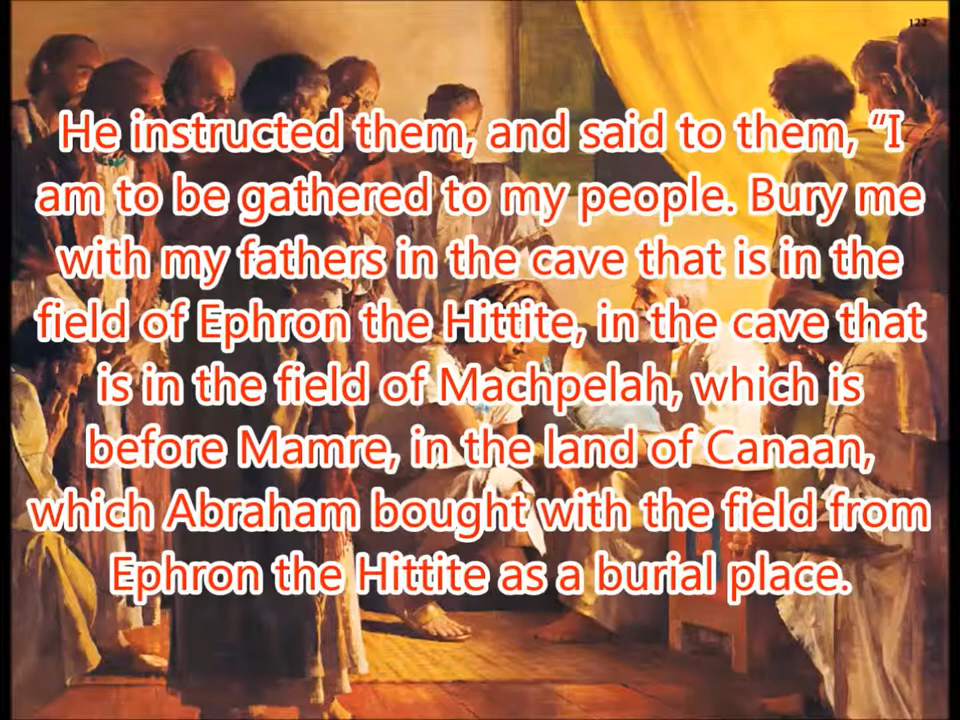 122
He instructed them, and said to them, “I
am to be gathered to my people. Bury me
with my fathers in the cave that is in the
field of Ephron the Hittite, in the cave that
is in the field of Machpelah, which is
before Mamre, in the land of Canaan,
which Abraham bought with the field from
Ephron the Hittite as a burial place.